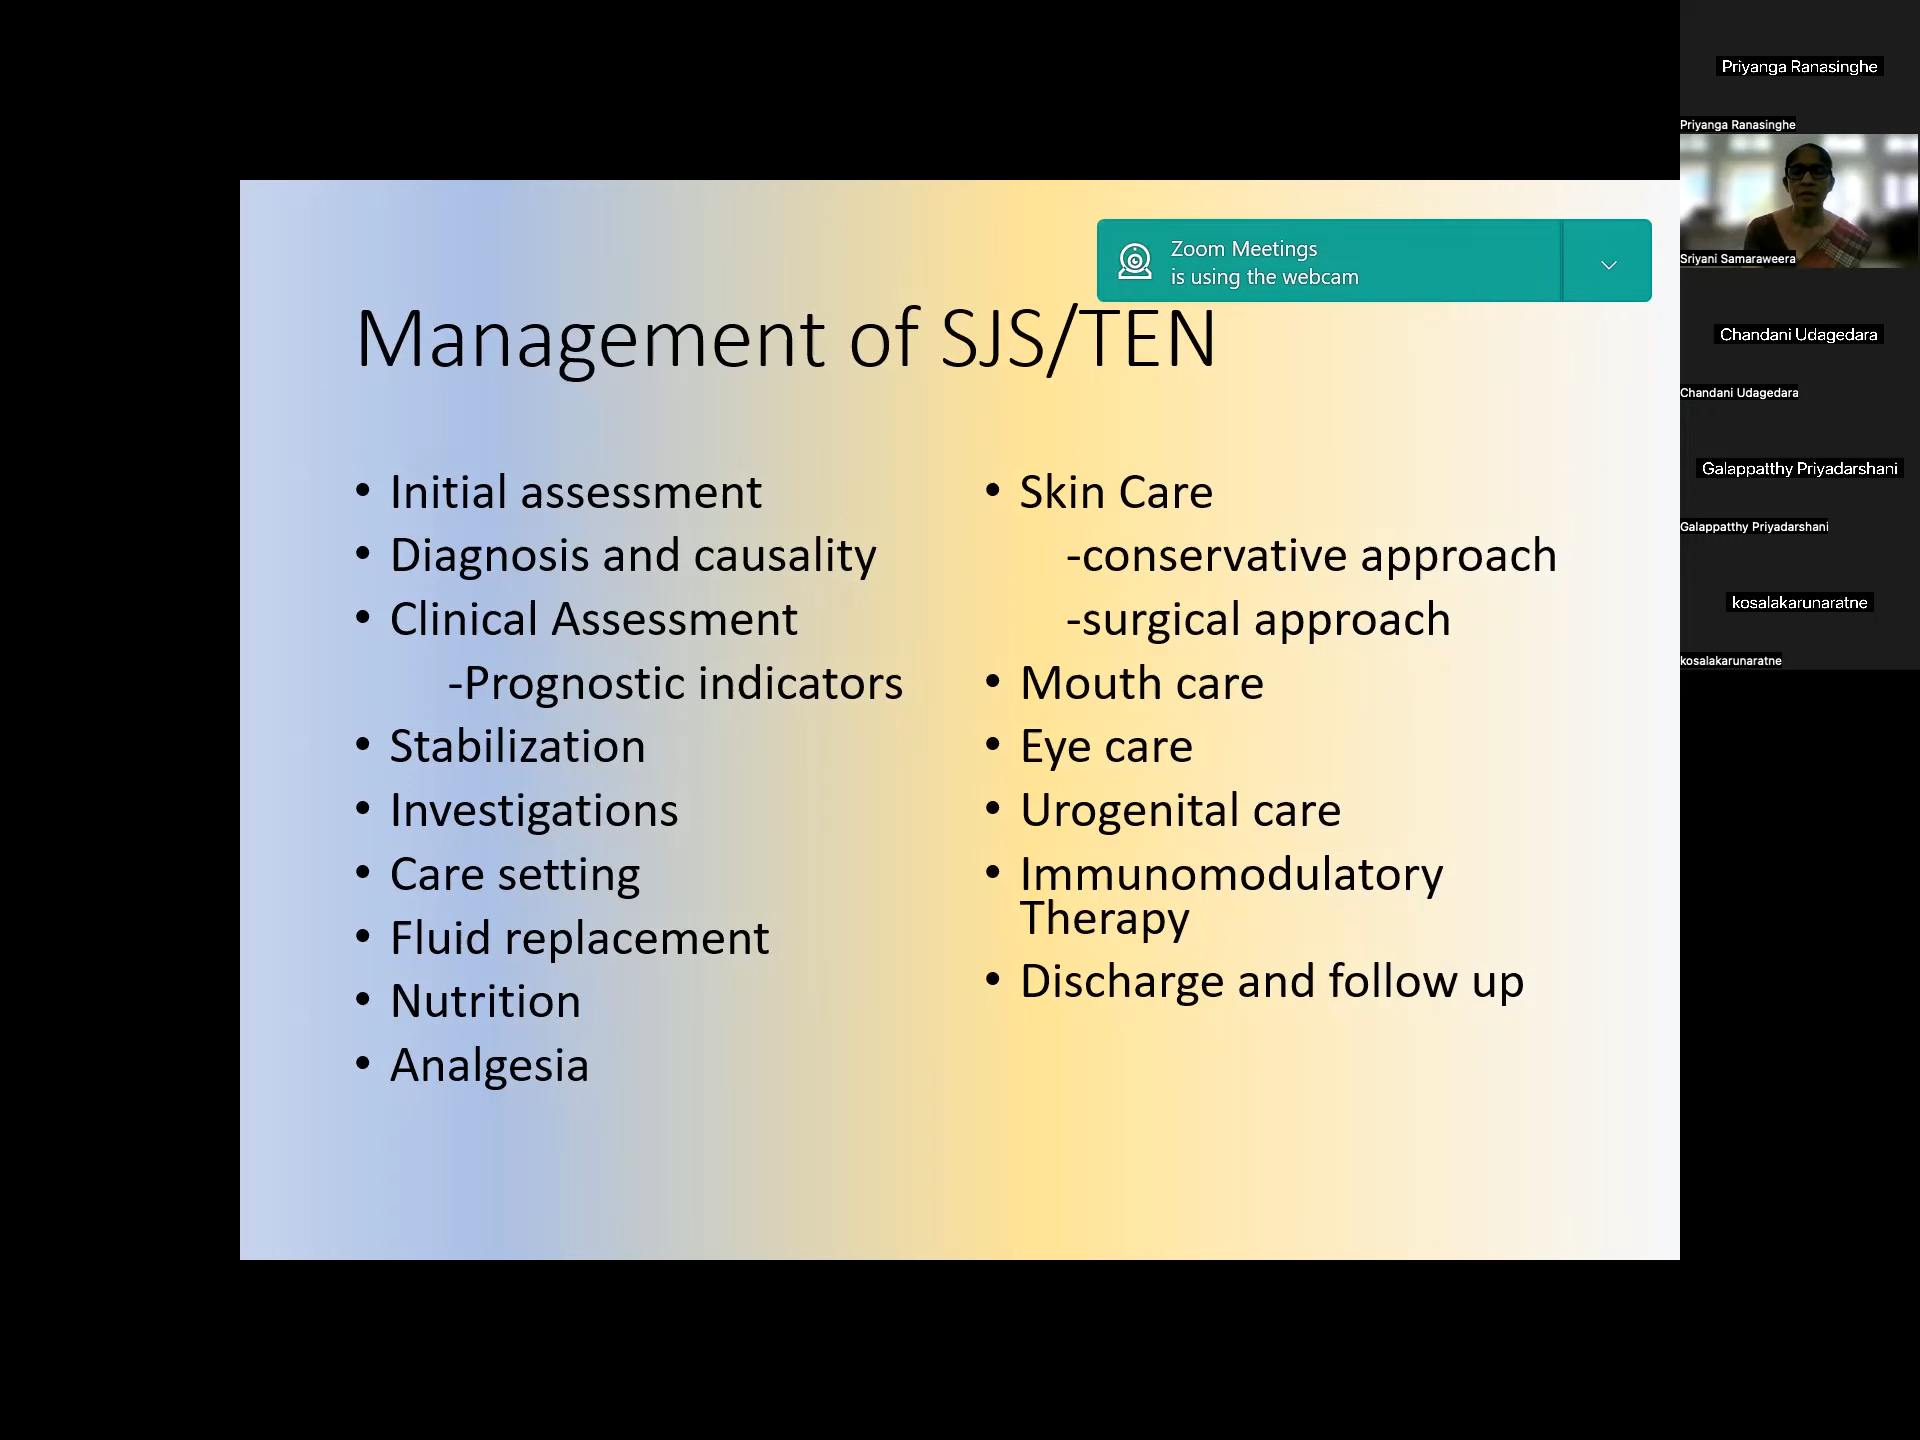 Zoom Meetings
is using the webcam
Management of SJS/TEN
• Initial assessment
• Diagnosis and causality
• Clinical Assessment
-Prognostic indicators
• Stabilization
• Investigations
• Care setting
• Fluid replacement
• Nutrition
• Analgesia
• Skin Care
-conservative approach
-surgical approach
• Mouth care
• Eye care
• Urogenital care
• Immunomodulatory
Therapy
• Discharge and follow up
Priyanga Ranasinghe
Priyanga Ranasinghe
Sriyani Samaraweera
Chandani Udagedara
Chandani Udagedara
Galappatthy Priyadarshani
Galappatthy Priyadarshani
kosalakarunaratne
kosalakarunaratne